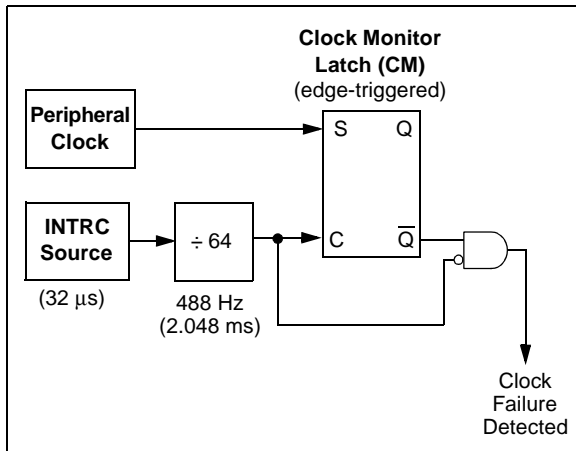 Clock Monitor
Latch (CM)
(edge-triggered)
Peripheral
Clock
S
Q
INTRC
Source
÷ 64
C
Q̅
(32 μs)
488 Hz
(2.048 ms)
Clock
Failure
Detected